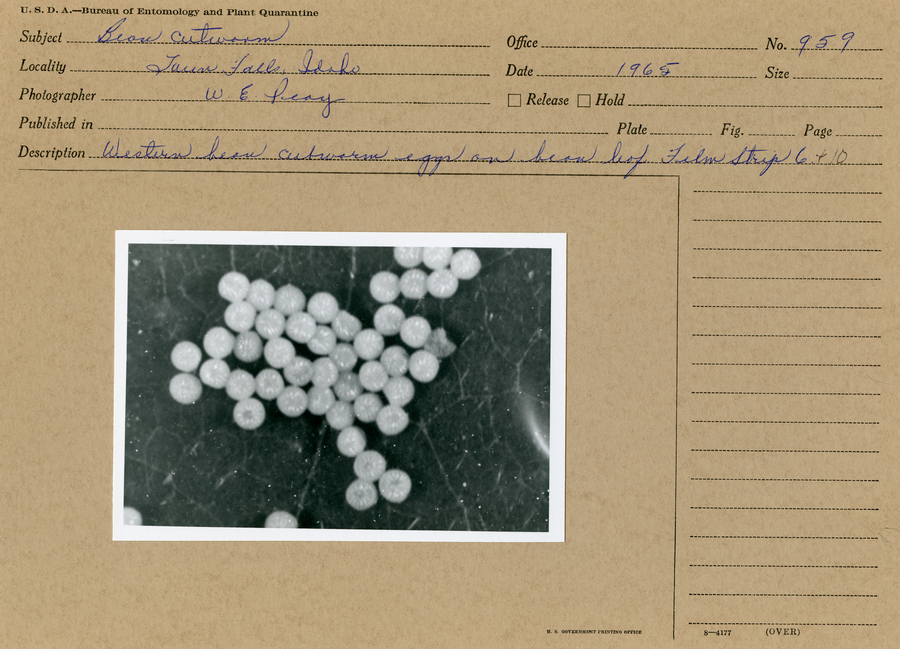 U. S. D. A.—Bureau of Entomology and Plant Quarantine
Subject Bean cutworm Office No. 959
Locality Twin Falls, Idaho Date 1965 Size
Photographer W. E. Peay Release Hold
Published in Plate Fig. Page
Description Western bean cutworm eggs on bean leaf. Film Strip 6 + 10
U. S. GOVERNMENT PRINTING OFFICE 8—4177 (OVER)